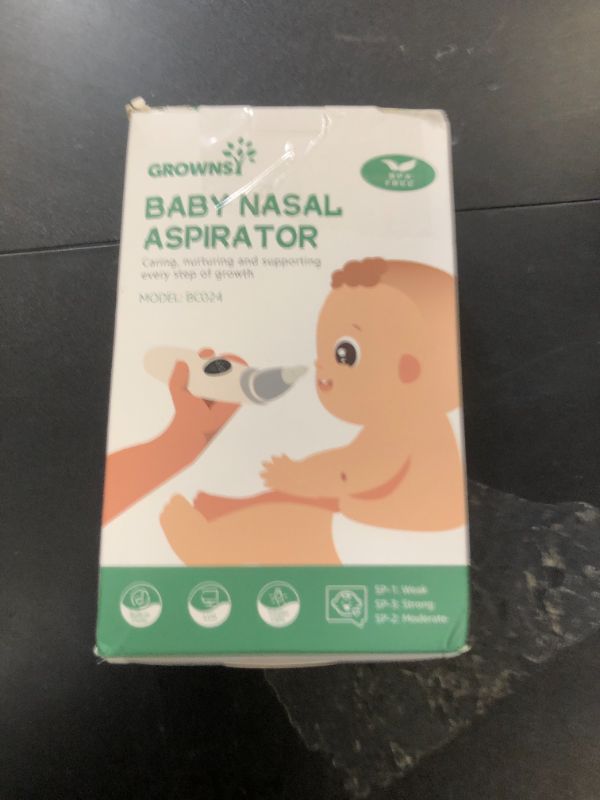 GROWNSY
BPA
FREE
BABY NASAL
ASPIRATOR
Caring, nurturing and supporting
every step of growth
MODEL: BC024
SP-1: Weak
SP-3: Strong
SP-2: Moderate